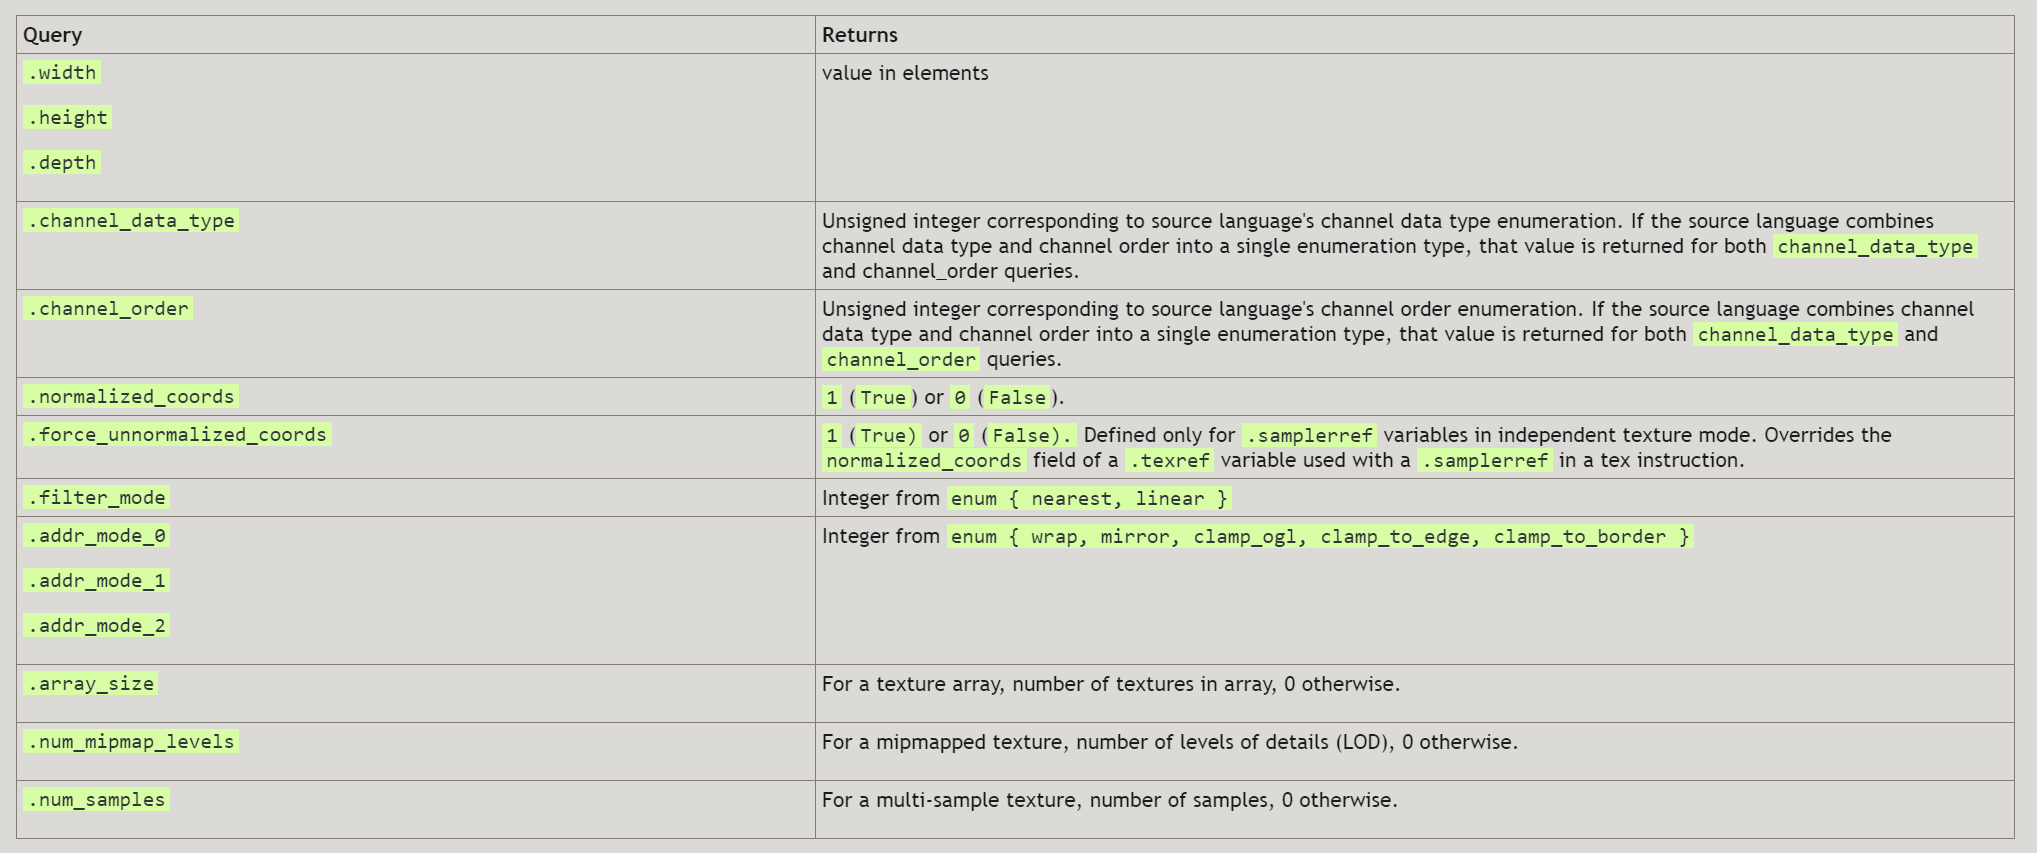 Query
Returns
.width
value in elements
.height
.depth
.channel_data_type
Unsigned integer corresponding to source language's channel data type enumeration. If the source language combines
channel data type and channel order into a single enumeration type, that value is returned for both channel_data_type
and channel_order queries.
.channel_order
Unsigned integer corresponding to source language's channel order enumeration. If the source language combines channel
data type and channel order into a single enumeration type, that value is returned for both channel_data_type and
channel_order queries.
.normalized_coords
1 (True) or 0 (False).
.force_unnormalized_coords
1 (True) or 0 (False). Defined only for .samplerref variables in independent texture mode. Overrides the
normalized_coords field of a .texref variable used with a .samplerref in a tex instruction.
.filter_mode
Integer from enum { nearest, linear }
.addr_mode_0
Integer from enum { wrap, mirror, clamp_ogl, clamp_to_edge, clamp_to_border }
.addr_mode_1
.addr_mode_2
.array_size
For a texture array, number of textures in array, 0 otherwise.
.num_mipmap_levels
For a mipmapped texture, number of levels of details (LOD), 0 otherwise.
.num_samples
For a multi-sample texture, number of samples, 0 otherwise.